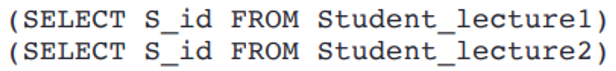 (SELECT S_id FROM Student_lecture1)
(SELECT S_id FROM Student_lecture2)